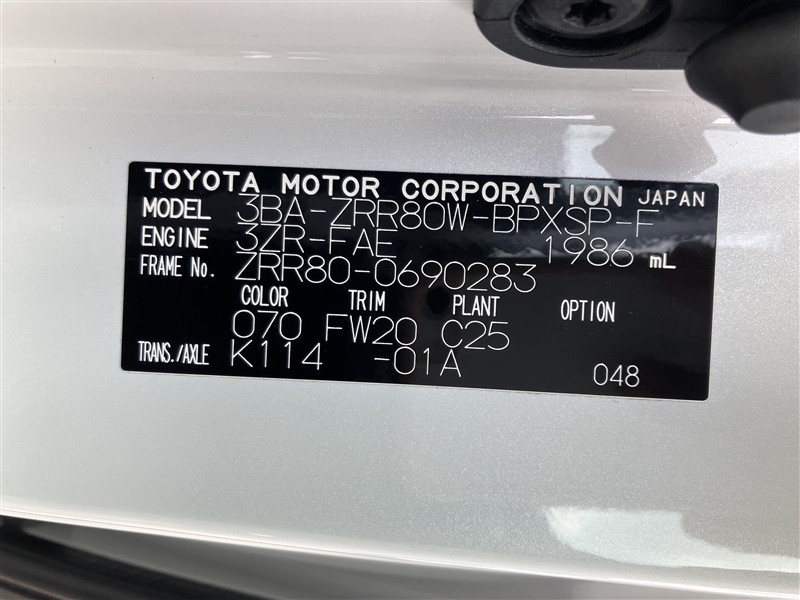 TOYOTA MOTOR CORPORATION JAPAN
MODEL 3BA-ZRR80W-BPXSP-F
ENGINE 3ZR-FAE 1986 mL
FRAME No. ZRR80-0690283
COLOR TRIM PLANT OPTION
070 FW20 C25
TRANS./AXLE K114 -01A 048